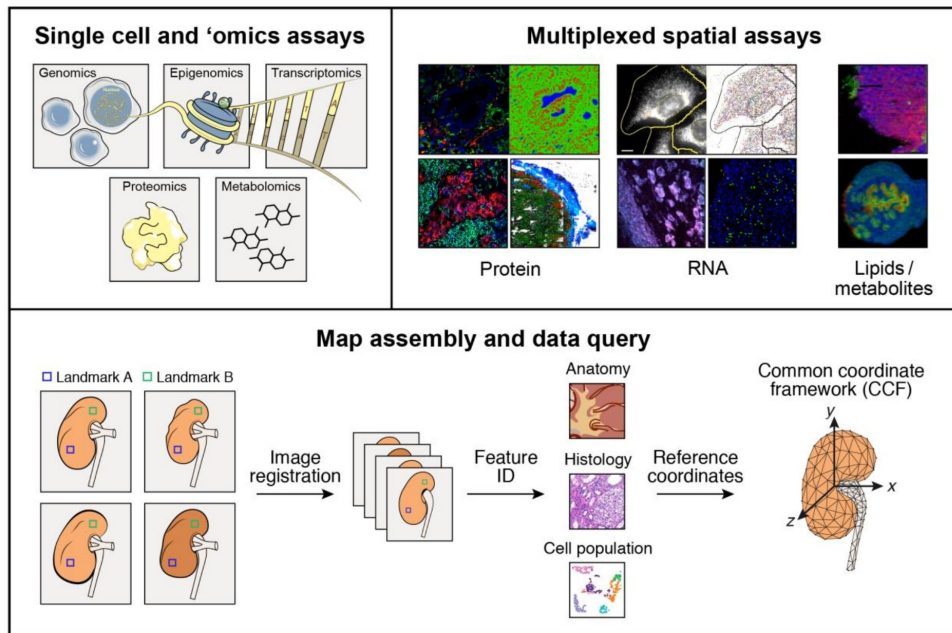 Single cell and ‘omics assays
Genomics
Epigenomics
Transcriptomics
Proteomics
Metabolomics
Multiplexed spatial assays
Protein
RNA
Lipids /
metabolites
Map assembly and data query
Landmark A
Landmark B
Image
registration
Feature
ID
Anatomy
Histology
Cell population
Reference
coordinates
Common coordinate
framework (CCF)
y
x
z